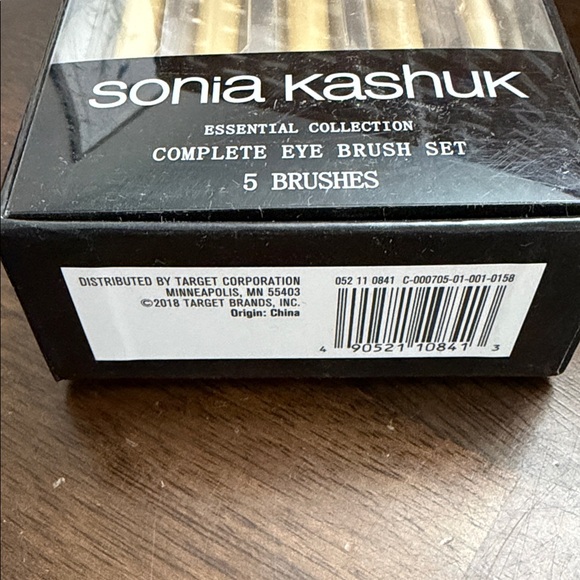 sonia kashuk
ESSENTIAL COLLECTION
COMPLETE EYE BRUSH SET
5 BRUSHES
DISTRIBUTED BY TARGET CORPORATION
MINNEAPOLIS, MN 55403
©2018 TARGET BRANDS, INC.
Origin: China
052 11 0841 C-000705-01-001-0158
4 90521 10841 3